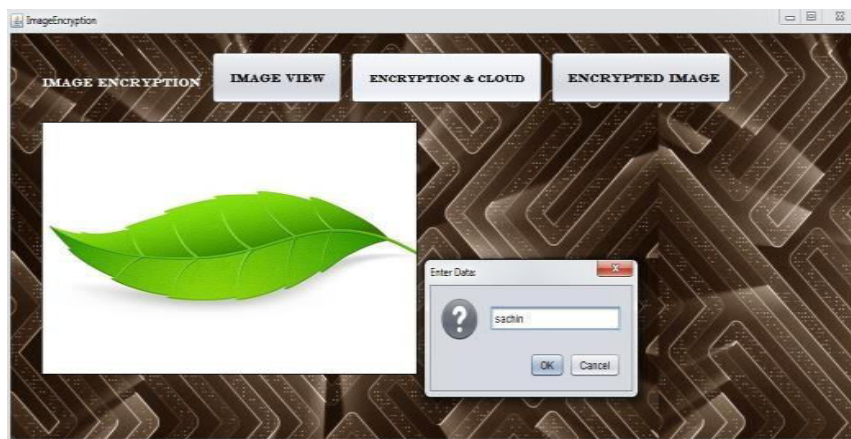 ImageEncryption
IMAGE ENCRYPTION
IMAGE VIEW
ENCRYPTION & CLOUD
ENCRYPTED IMAGE
Enter Data:
sachin
OK
Cancel